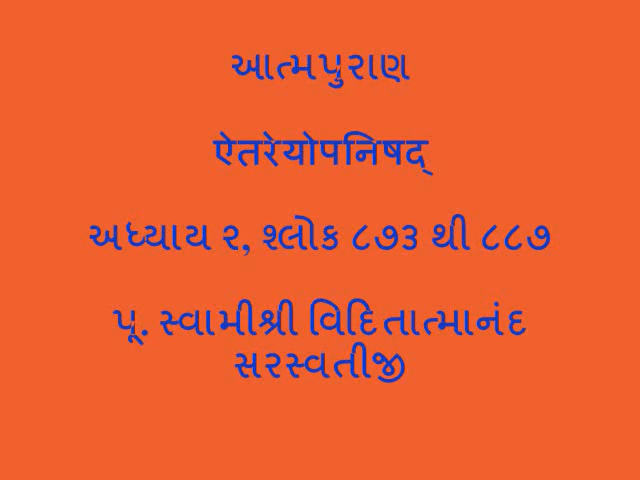 આત્મપુરાણ
ऐतरेयोपनिषद्
અધ્યાય ૨, શ્લોક ૮૭૩ થી ૮૮૭
પૂ. સ્વામીશ્રી વિદિતાત્માનંદ
સરસ્વતીજી